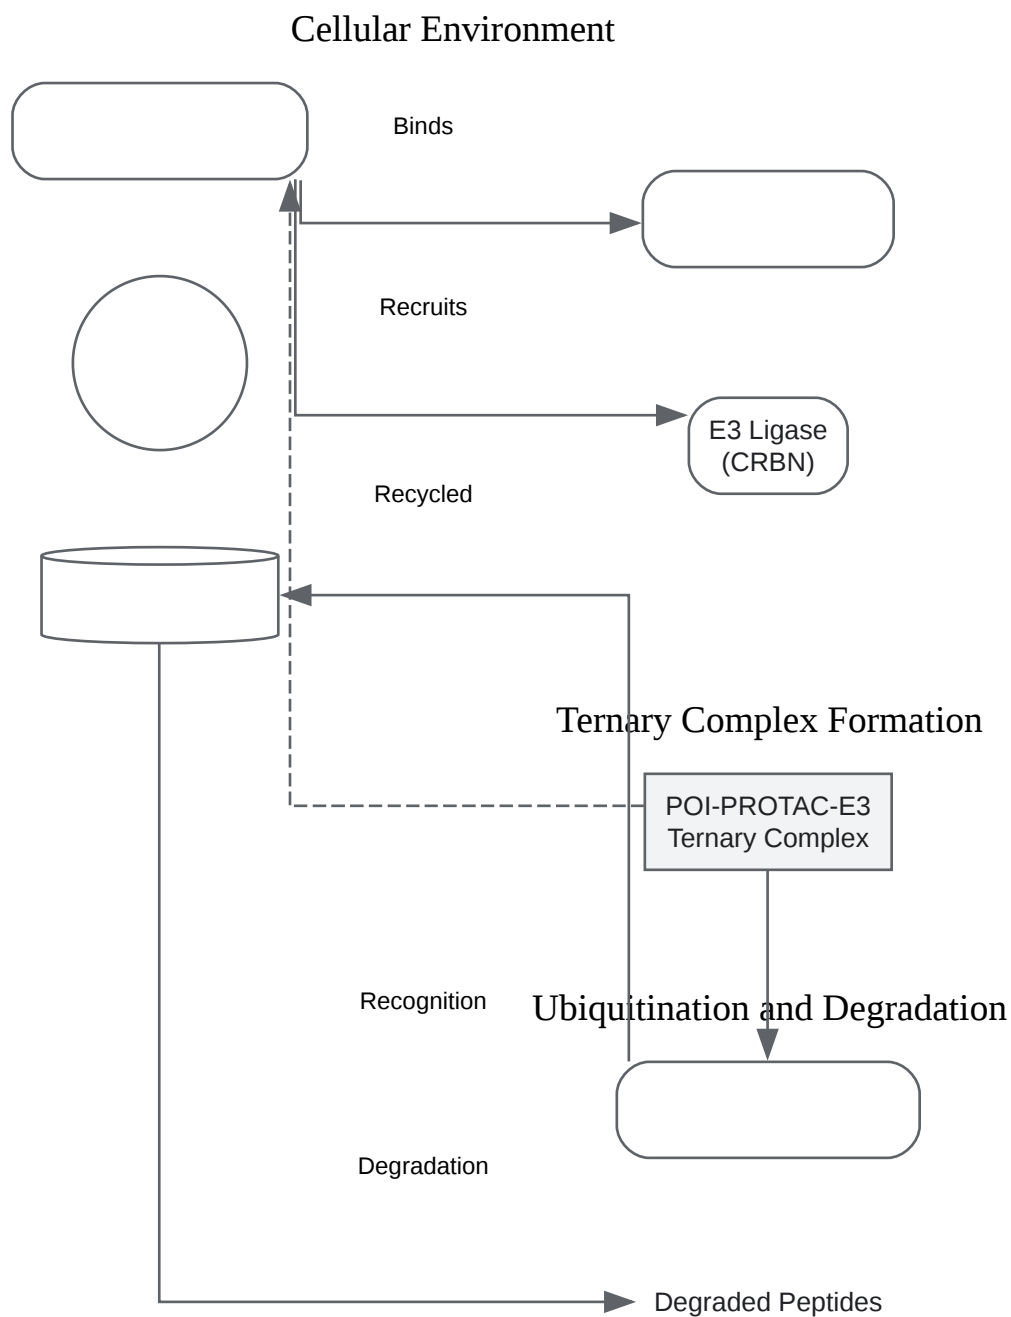 Cellular Environment
Binds
Recruits
E3 Ligase
(CRBN)
Recycled
Ternary Complex Formation
POI-PROTAC-E3
Ternary Complex
Recognition
Ubiquitination and Degradation
Degradation
Degraded Peptides